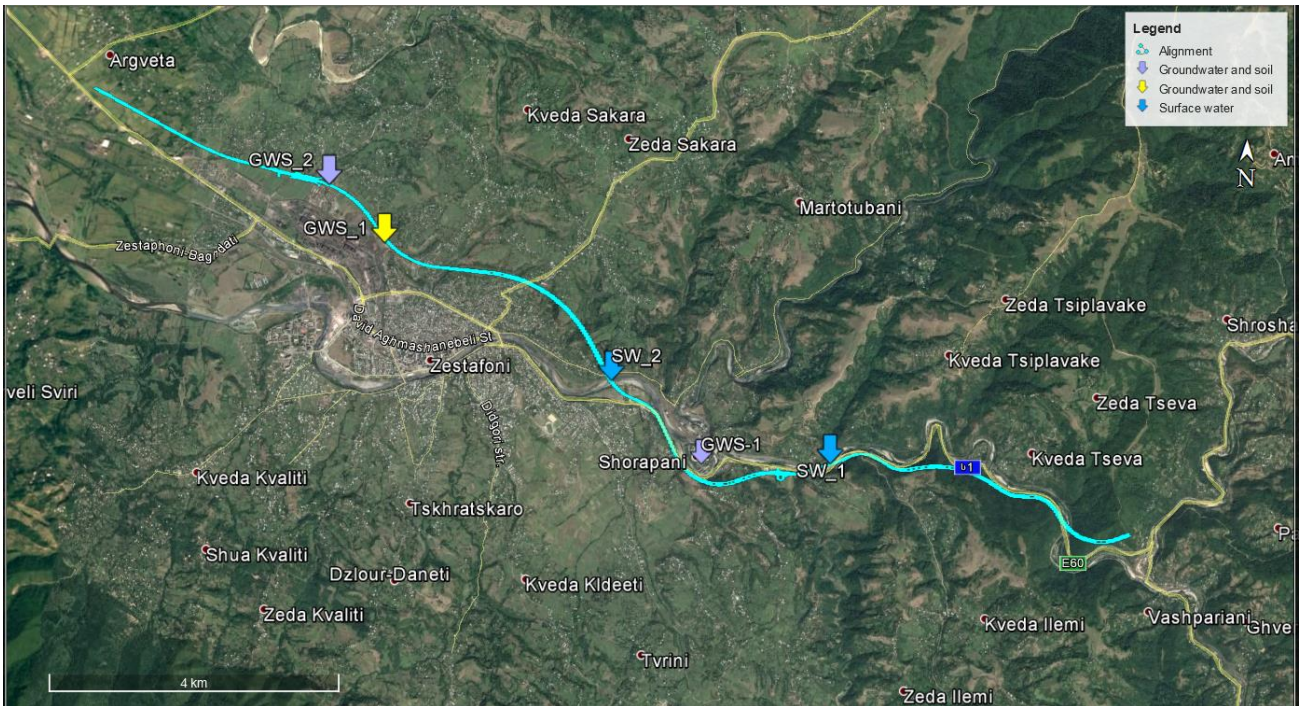 Legend
Alignment
Groundwater and soil
Groundwater and soil
Surface water
N
Argveta
Kveda Sakara
Zeda Sakara
GWS_2
Martotubani
GWS_1
Zestaphoni-Baghdati
Zeda Tsiplavake
Shrosha
David Aghmashanebeli St
SW_2
Kveda Tsiplavake
Zestafoni
veli Sviri
Zeda Tseva
Didgori str.
GWS-1
Shorapani
Kveda Tseva
SW_1
Kveda Kvaliti
Tskhratskaro
Shua Kvaliti
E60
Dzlour-Daneti
Kveda Kldeeti
Zeda Kvaliti
Kveda Ilemi
Vashpariani
Ghve
Tvrini
4 km
Zeda Ilemi